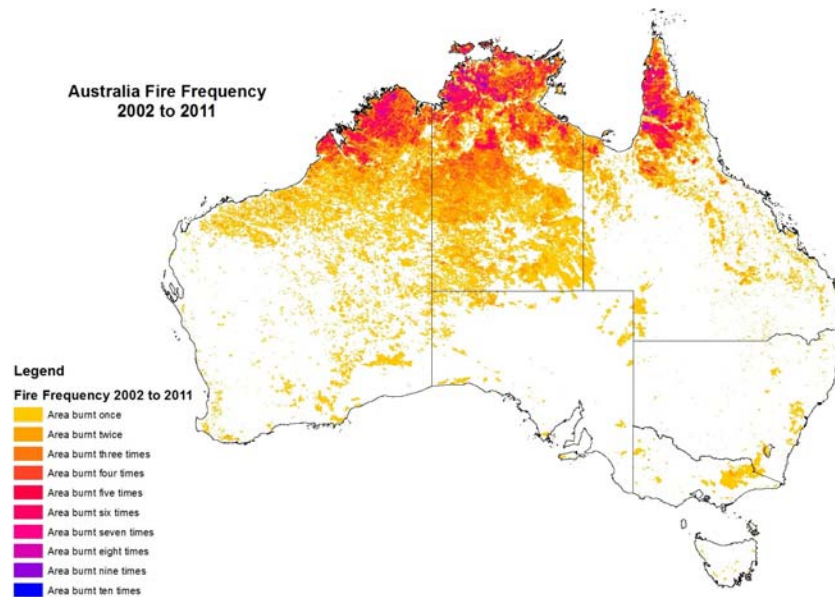 Australia Fire Frequency
2002 to 2011
Legend
Fire Frequency 2002 to 2011
Area burnt once
Area burnt twice
Area burnt three times
Area burnt four times
Area burnt five times
Area burnt six times
Area burnt seven times
Area burnt eight times
Area burnt nine times
Area burnt ten times